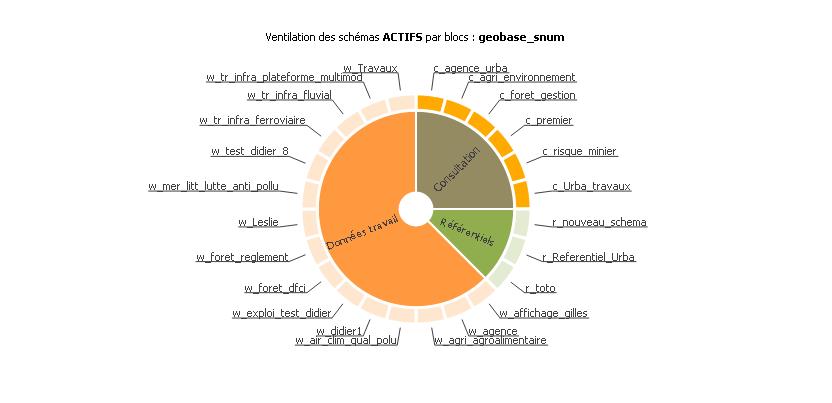 Ventilation des schémas ACTIFS par blocs : geobase_snum
w_Travaux
c_agence_urba
w_tr_infra_plateforme_multimod
c_agri_environnement
w_tr_infra_fluvial
c_foret_gestion
w_tr_infra_ferroviaire
c_premier
w_test_didier_8
c_risque_minier
Consultation
w_mer_litt_lutte_anti_pollu
c_Urba_travaux
w_Leslie
r_nouveau_schema
Données travail
Référentiels
w_foret_reglement
r_Referentiel_Urba
w_foret_dfci
r_toto
w_exploi_test_didier
w_affichage_gilles
w_didier1
w_agence
w_air_clim_qual_polu
w_agri_agroalimentaire